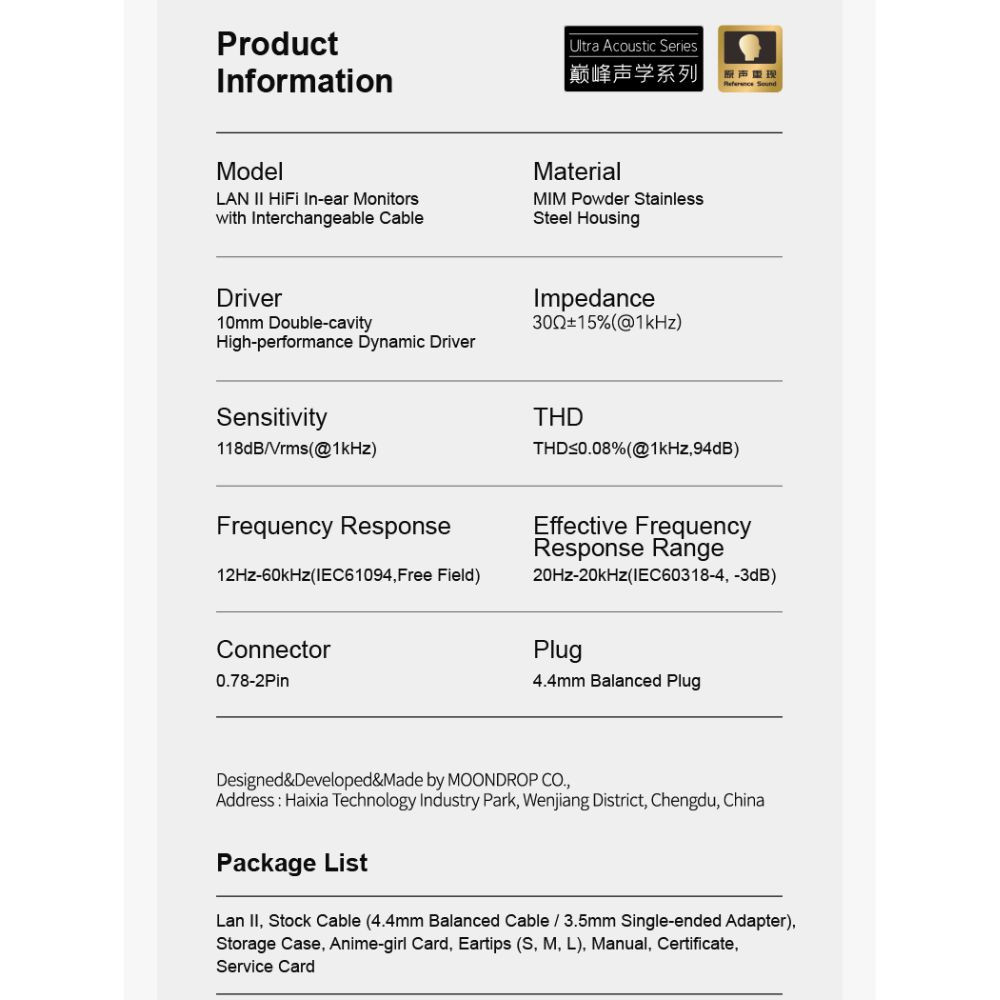 Product
Information
Ultra Acoustic Series
巅峰声学系列
原声重现
Reference Sound
Model
LAN II HiFi In-ear Monitors
with Interchangeable Cable
Material
MIM Powder Stainless
Steel Housing
Driver
10mm Double-cavity
High-performance Dynamic Driver
Impedance
30Ω±15%(@1kHz)
Sensitivity
118dB/Vrms(@1kHz)
THD
THD≤0.08%(@1kHz,94dB)
Frequency Response
12Hz-60kHz(IEC61094,Free Field)
Effective Frequency
Response Range
20Hz-20kHz(IEC60318-4, -3dB)
Connector
0.78-2Pin
Plug
4.4mm Balanced Plug
Designed&Developed&Made by MOONDROP CO.,
Address : Haixia Technology Industry Park, Wenjiang District, Chengdu, China
Package List
Lan II, Stock Cable (4.4mm Balanced Cable / 3.5mm Single-ended Adapter),
Storage Case, Anime-girl Card, Eartips (S, M, L), Manual, Certificate,
Service Card